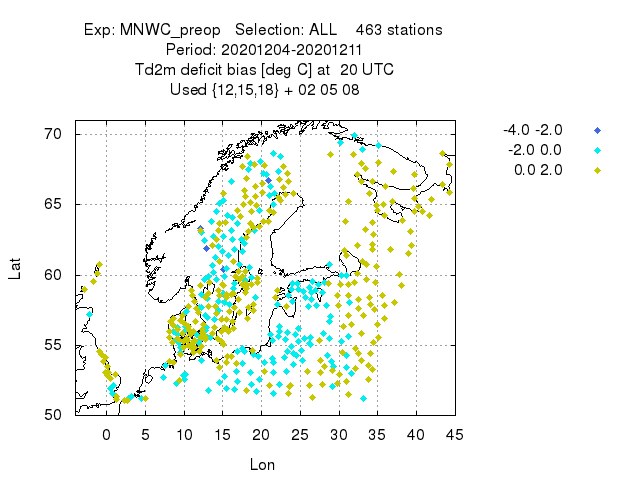 Exp: MNWC_preop Selection: ALL 463 stations
Period: 20201204-20201211
Td2m deficit bias [deg C] at 20 UTC
Used {12,15,18} + 02 05 08
-4.0 -2.0
-2.0 0.0
0.0 2.0
70
65
60
55
50
Lat
0 5 10 15 20 25 30 35 40 45
Lon